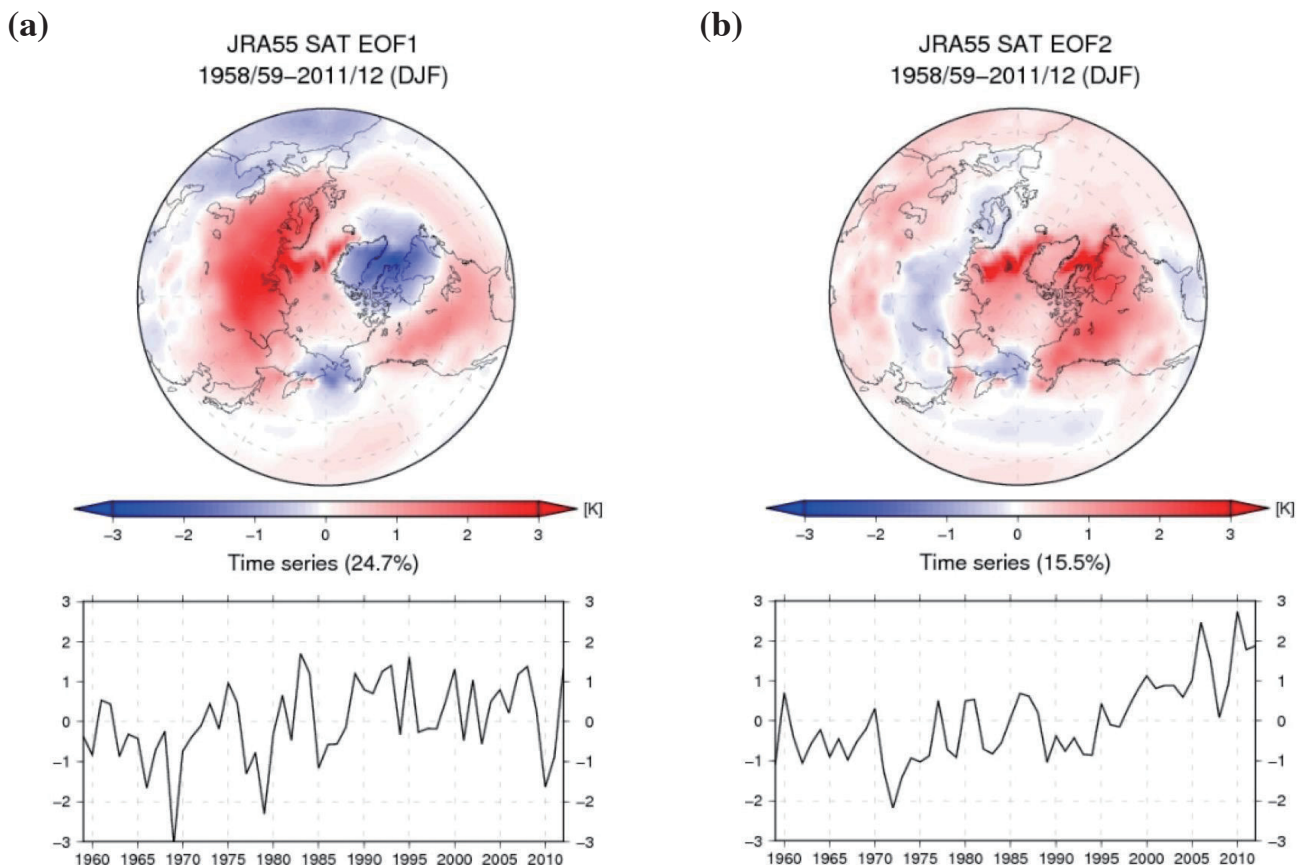 (a)
JRA55 SAT EOF1
1958/59−2011/12 (DJF)
−3 −2 −1 0 1 2 3 [K]
Time series (24.7%)
3 3
2 2
1 1
0 0
−1 −1
−2 −2
−3 −3
1960 1965 1970 1975 1980 1985 1990 1995 2000 2005 2010
(b)
JRA55 SAT EOF2
1958/59−2011/12 (DJF)
−3 −2 −1 0 1 2 3 [K]
Time series (15.5%)
3 3
2 2
1 1
0 0
−1 −1
−2 −2
−3 −3
1960 1965 1970 1975 1980 1985 1990 1995 2000 2005 2010